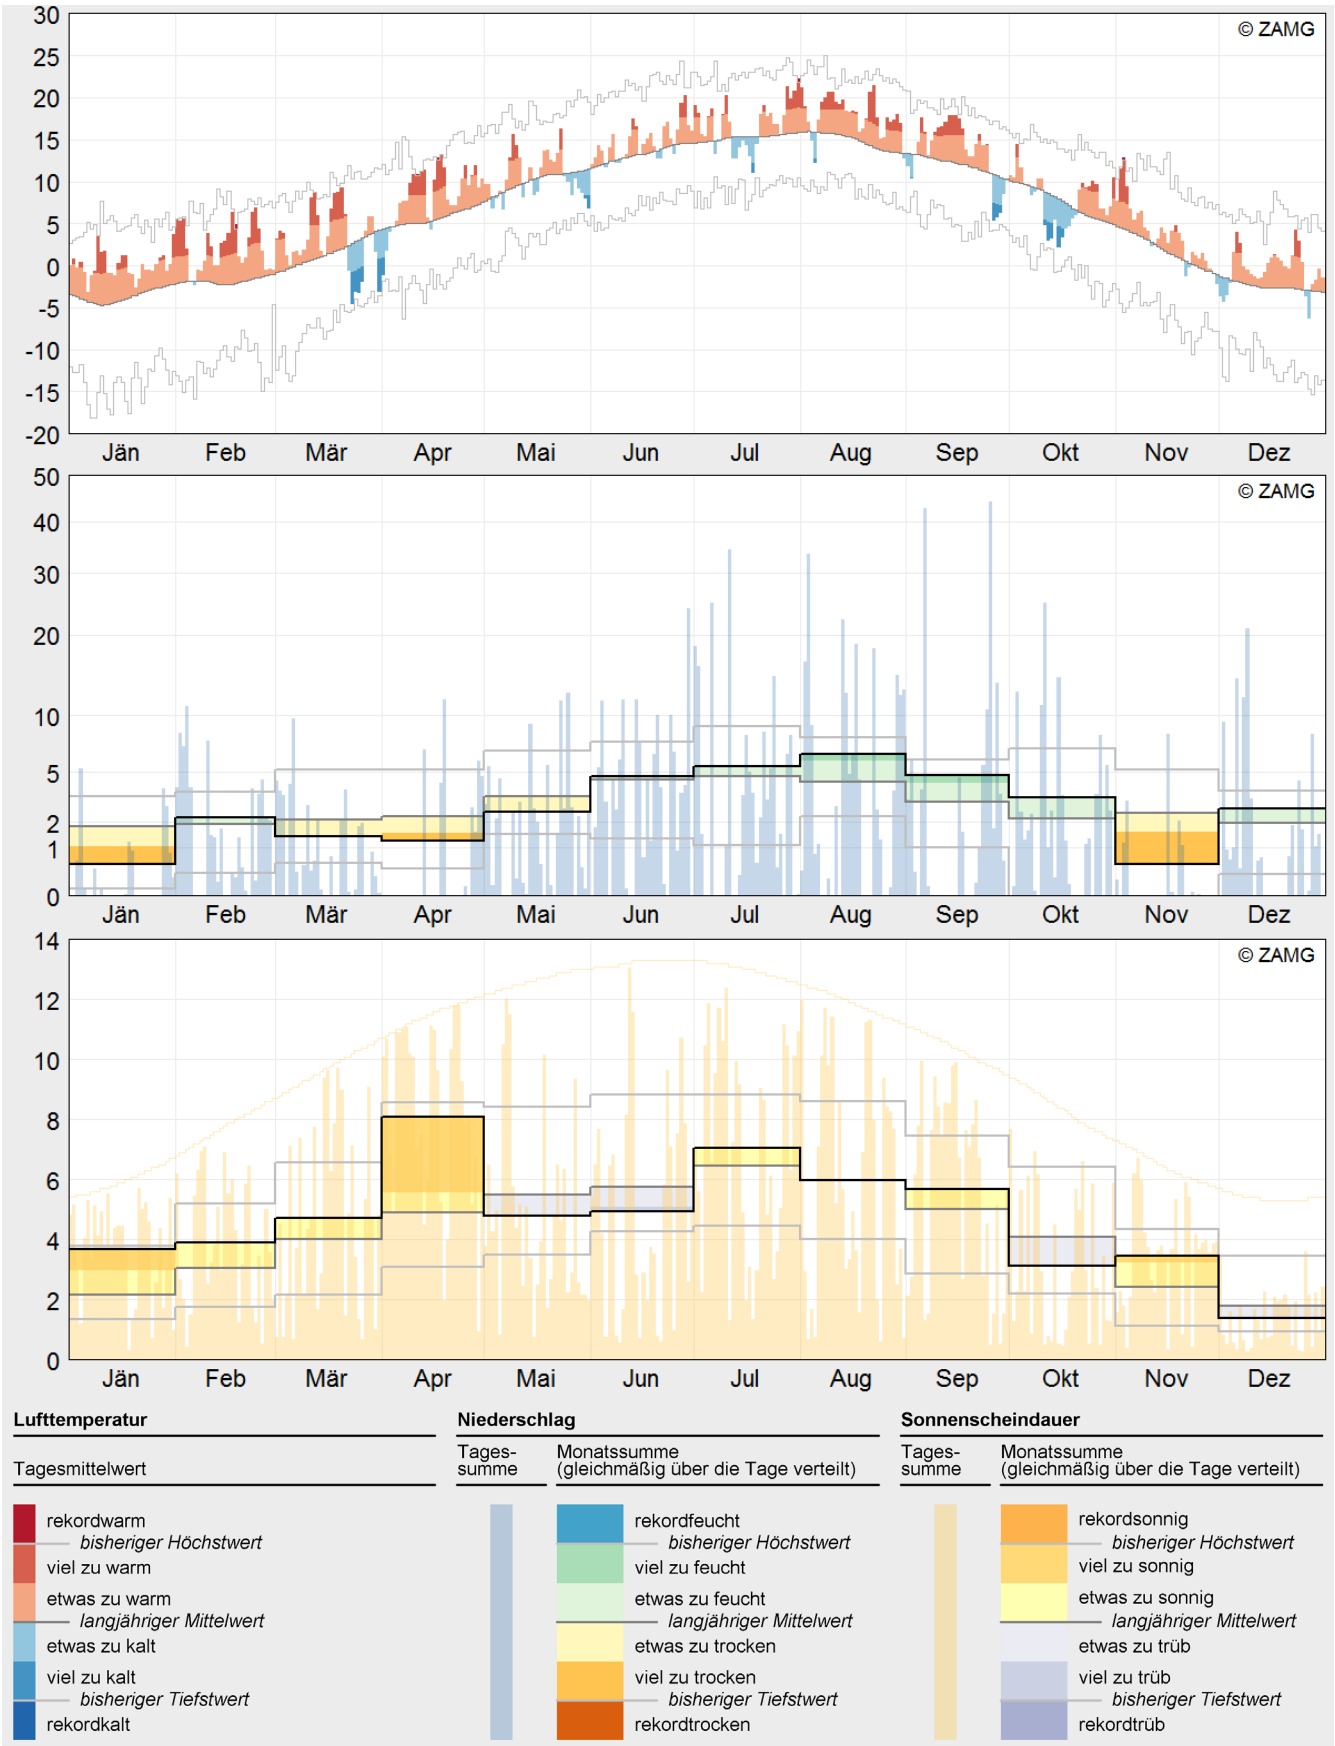 30
© ZAMG
25
20
15
10
5
0
-5
-10
-15
-20
Jän Feb Mär Apr Mai Jun Jul Aug Sep Okt Nov Dez
50
© ZAMG
40
30
20
10
5
2
1
0
Jän Feb Mär Apr Mai Jun Jul Aug Sep Okt Nov Dez
14
© ZAMG
12
10
8
6
4
2
0
Jän Feb Mär Apr Mai Jun Jul Aug Sep Okt Nov Dez
Lufttemperatur
Tagesmittelwert
rekordwarm
bisheriger Höchstwert
viel zu warm
etwas zu warm
langjähriger Mittelwert
etwas zu kalt
viel zu kalt
bisheriger Tiefstwert
rekordkalt
Niederschlag
Tages-
summe
Monatssumme
(gleichmäßig über die Tage verteilt)
rekordfeucht
bisheriger Höchstwert
viel zu feucht
etwas zu feucht
langjähriger Mittelwert
etwas zu trocken
viel zu trocken
bisheriger Tiefstwert
rekordtrocken
Sonnenscheindauer
Tages-
summe
Monatssumme
(gleichmäßig über die Tage verteilt)
rekordsonnig
bisheriger Höchstwert
viel zu sonnig
etwas zu sonnig
langjähriger Mittelwert
etwas zu trüb
viel zu trüb
bisheriger Tiefstwert
rekordtrüb